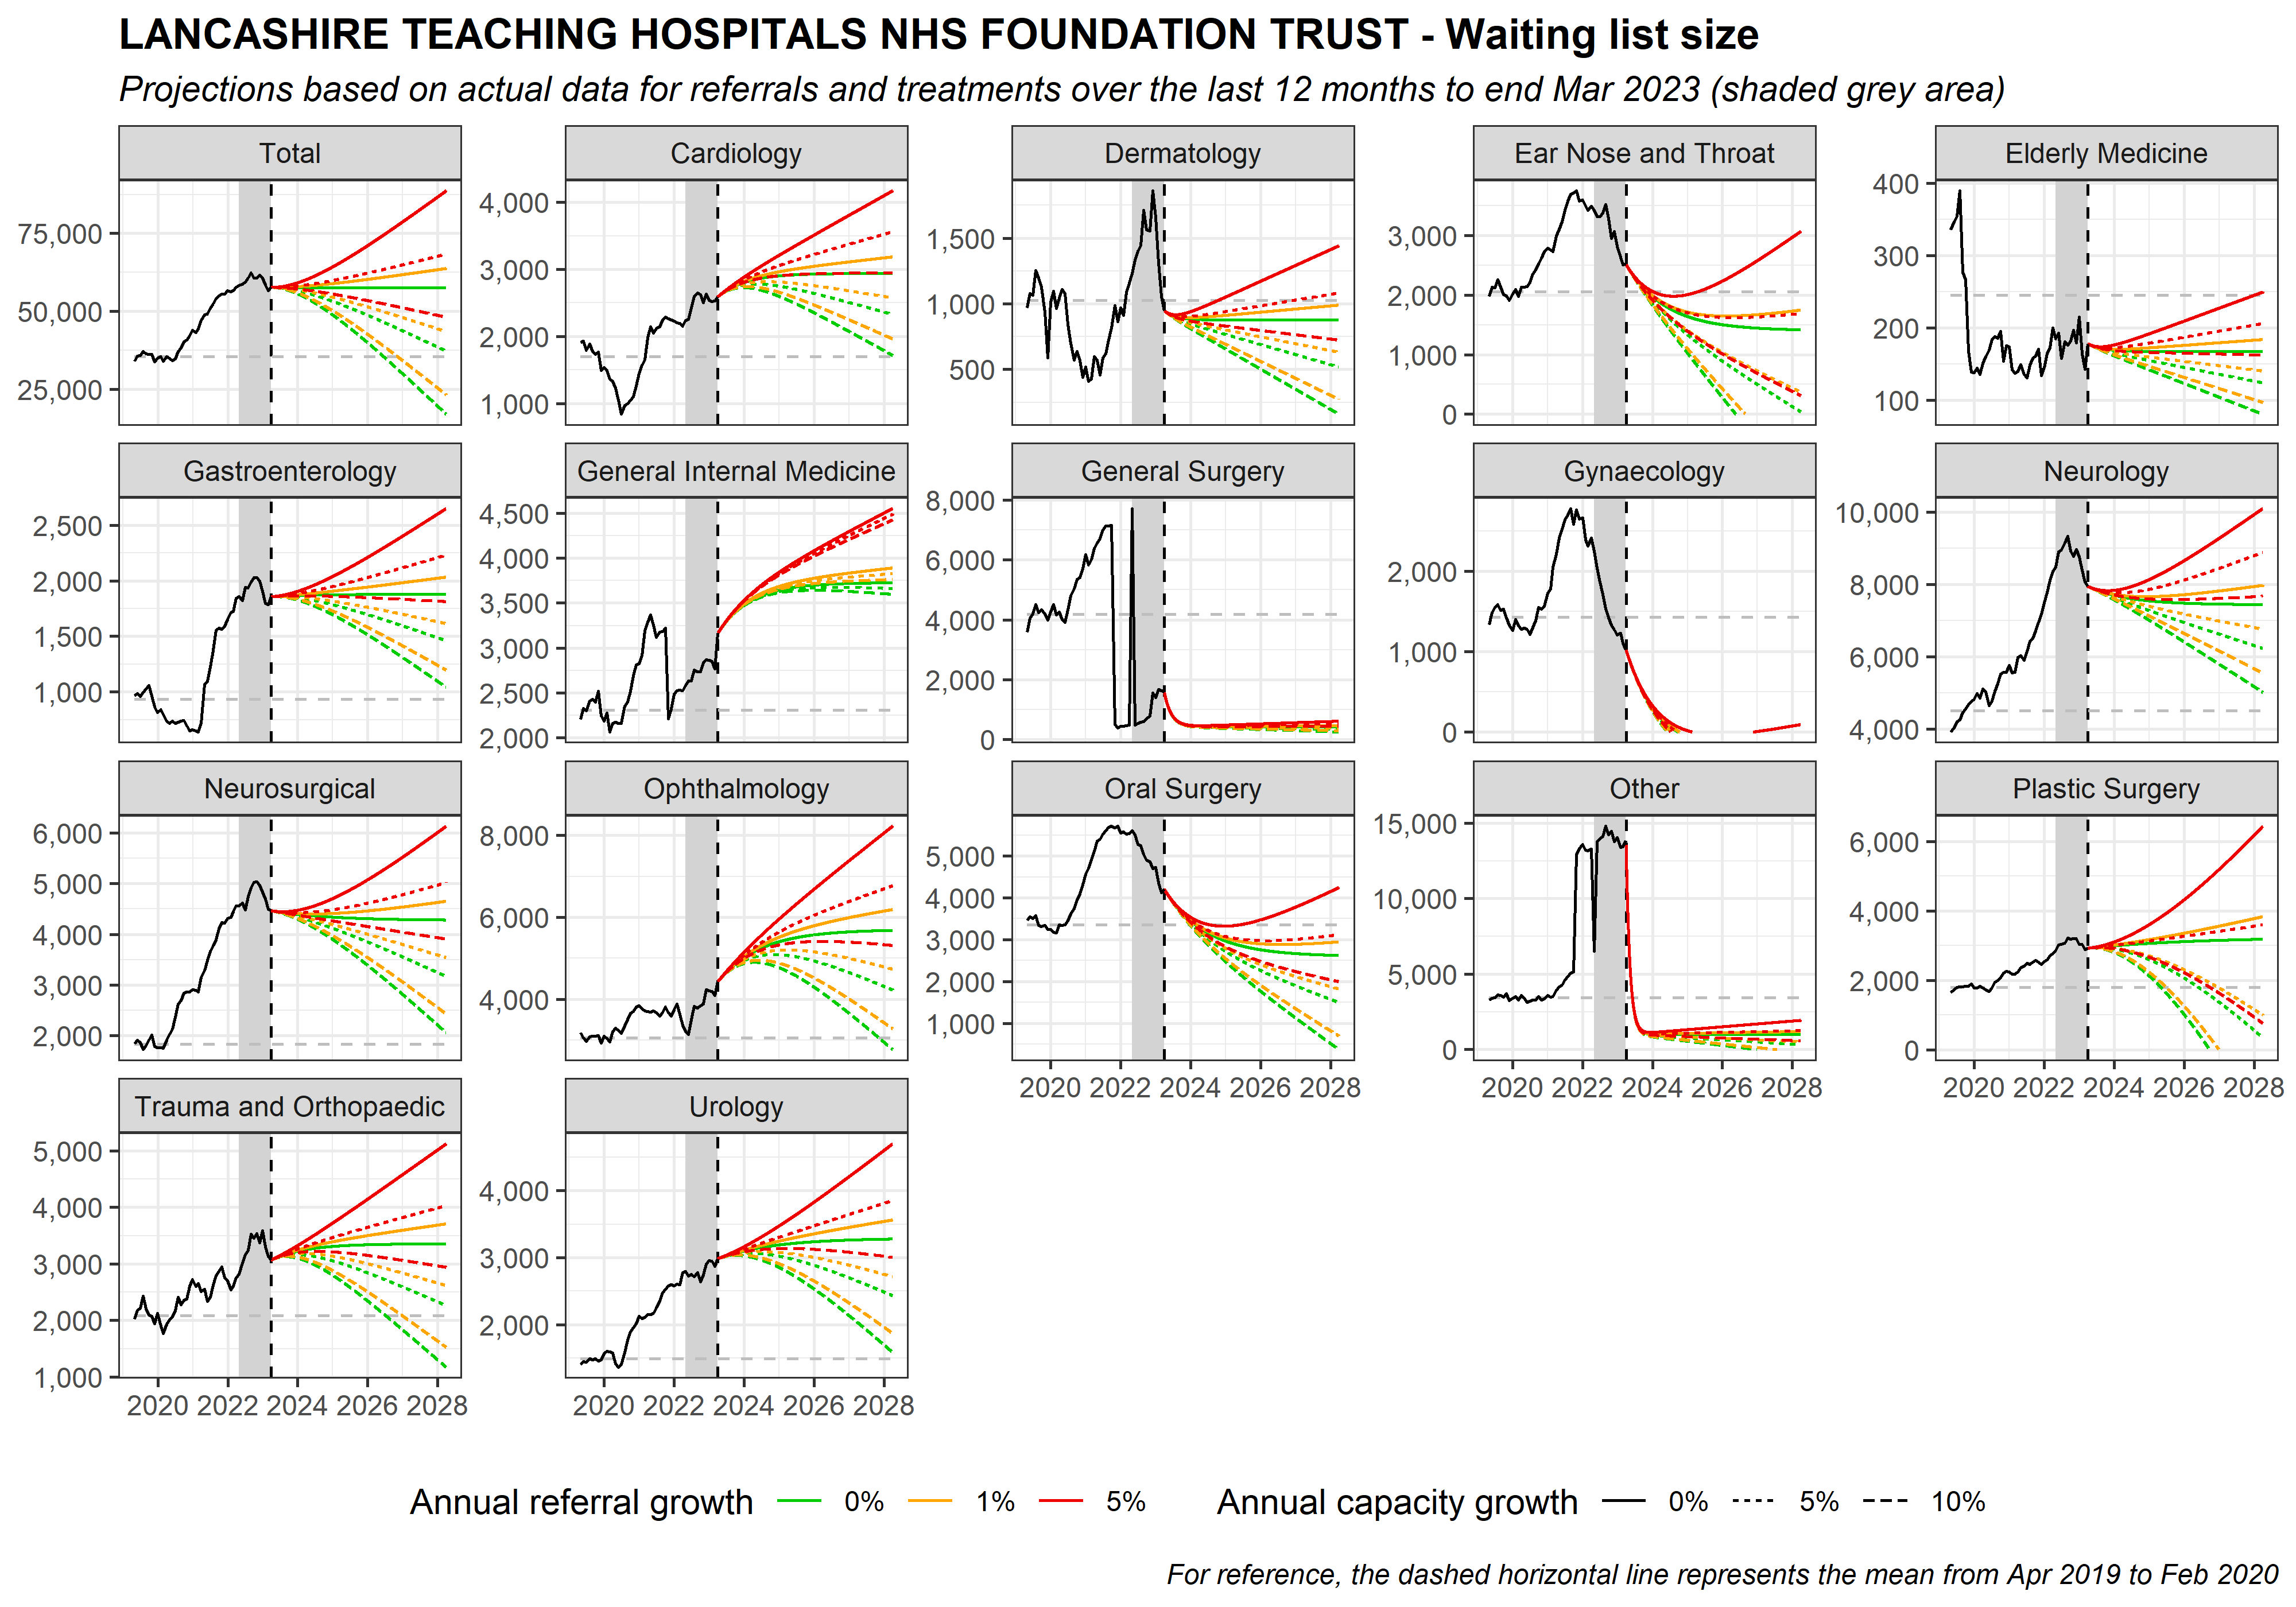 LANCASHIRE TEACHING HOSPITALS NHS FOUNDATION TRUST - Waiting list size
Projections based on actual data for referrals and treatments over the last 12 months to end Mar 2023 (shaded grey area)
Total
75,000
50,000
25,000
Cardiology
4,000
3,000
2,000
1,000
Dermatology
1,500
1,000
500
Ear Nose and Throat
3,000
2,000
1,000
0
Elderly Medicine
400
300
200
100
Gastroenterology
2,500
2,000
1,500
1,000
General Internal Medicine
4,500
4,000
3,500
3,000
2,500
2,000
General Surgery
8,000
6,000
4,000
2,000
0
Gynaecology
2,000
1,000
0
Neurology
10,000
8,000
6,000
4,000
Neurosurgical
6,000
5,000
4,000
3,000
2,000
Ophthalmology
8,000
6,000
4,000
Oral Surgery
5,000
4,000
3,000
2,000
1,000
2020 2022 2024 2026 2028
Other
15,000
10,000
5,000
0
2020 2022 2024 2026 2028
Plastic Surgery
6,000
4,000
2,000
0
2020 2022 2024 2026 2028
Trauma and Orthopaedic
5,000
4,000
3,000
2,000
1,000
2020 2022 2024 2026 2028
Urology
4,000
3,000
2,000
2020 2022 2024 2026 2028
Annual referral growth 0% 1% 5% Annual capacity growth 0% 5% 10%
For reference, the dashed horizontal line represents the mean from Apr 2019 to Feb 2020